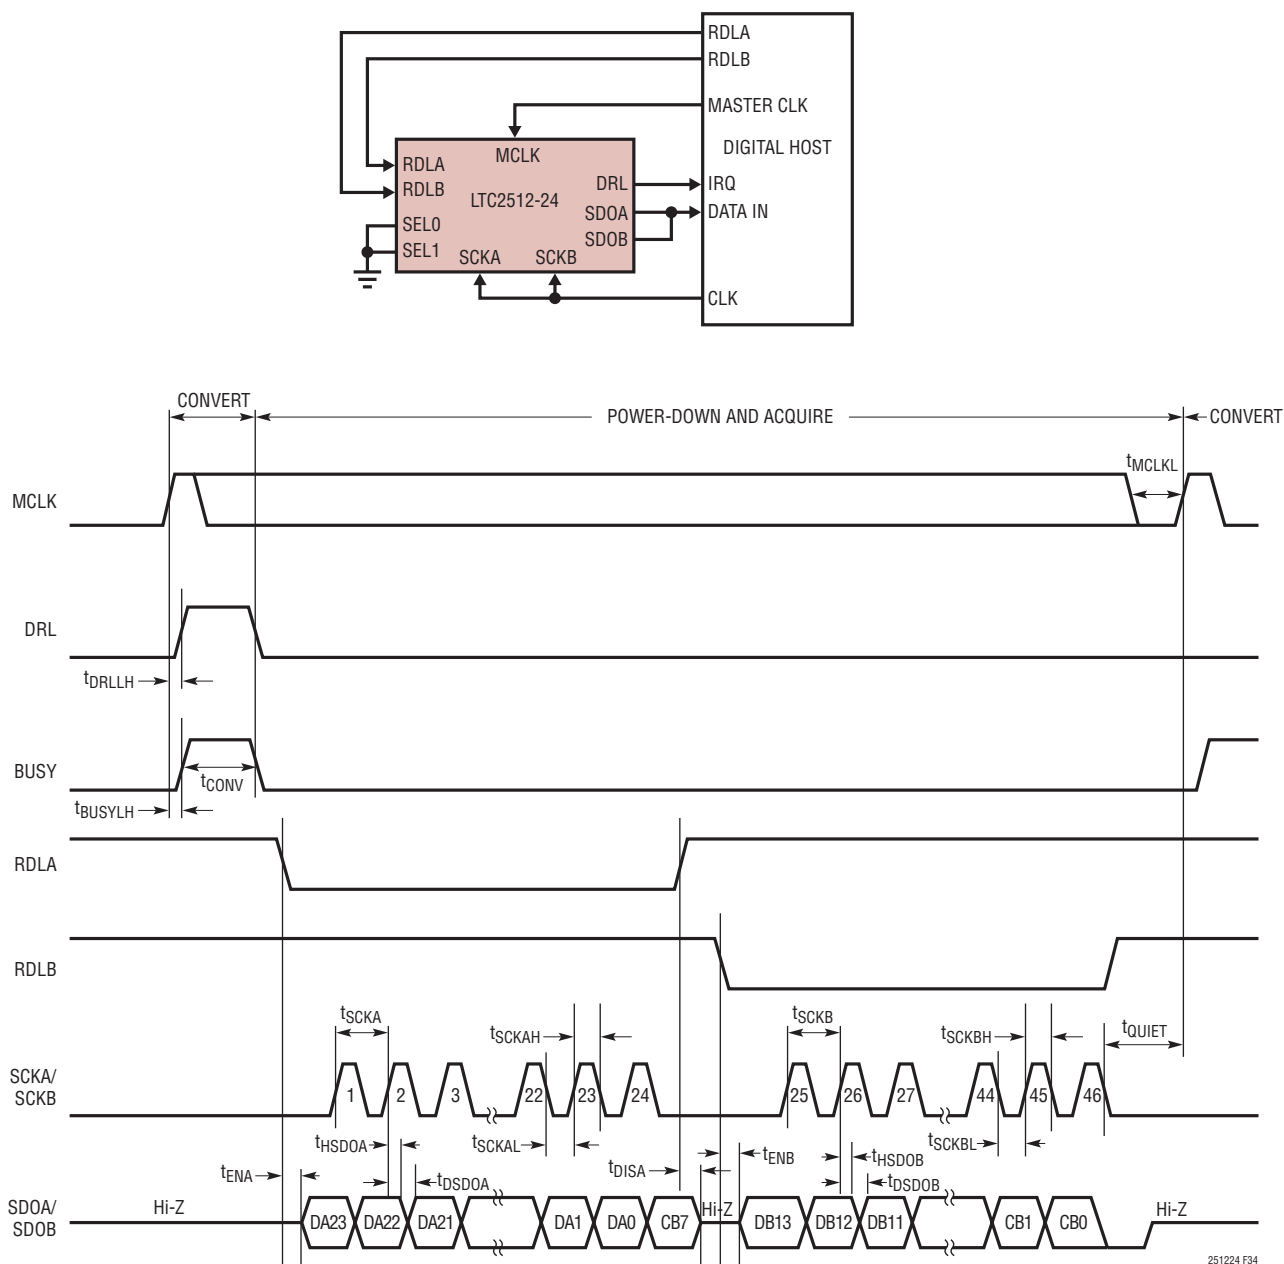 RDLA
RDLB
MASTER CLK
DIGITAL HOST
IRQ
DATA IN
CLK
MCLK
RDLA
RDLB
LTC2512-24
DRL
SDOA
SDOB
SEL0
SEL1
SCKA SCKB
CONVERT
POWER-DOWN AND ACQUIRE
CONVERT
tMCLKL
MCLK
DRL
tDRLLH
BUSY
tCONV
tBUSYLH
RDLA
RDLB
tSCKA
tSCKAH
tSCKB
tSCKBH
tQUIET
SCKA/
SCKB
1 2 3 22 23 24 25 26 27 44 45 46
tHSDOA
tSCKAL
tENB
tHSDOB
tSCKBL
tENA
tDSDOA
tDISA
tDSDOB
SDOA/
SDOB
Hi-Z DA23 DA22 DA21 DA1 DA0 CB7 Hi-Z DB13 DB12 DB11 CB1 CB0 Hi-Z
251224 F34